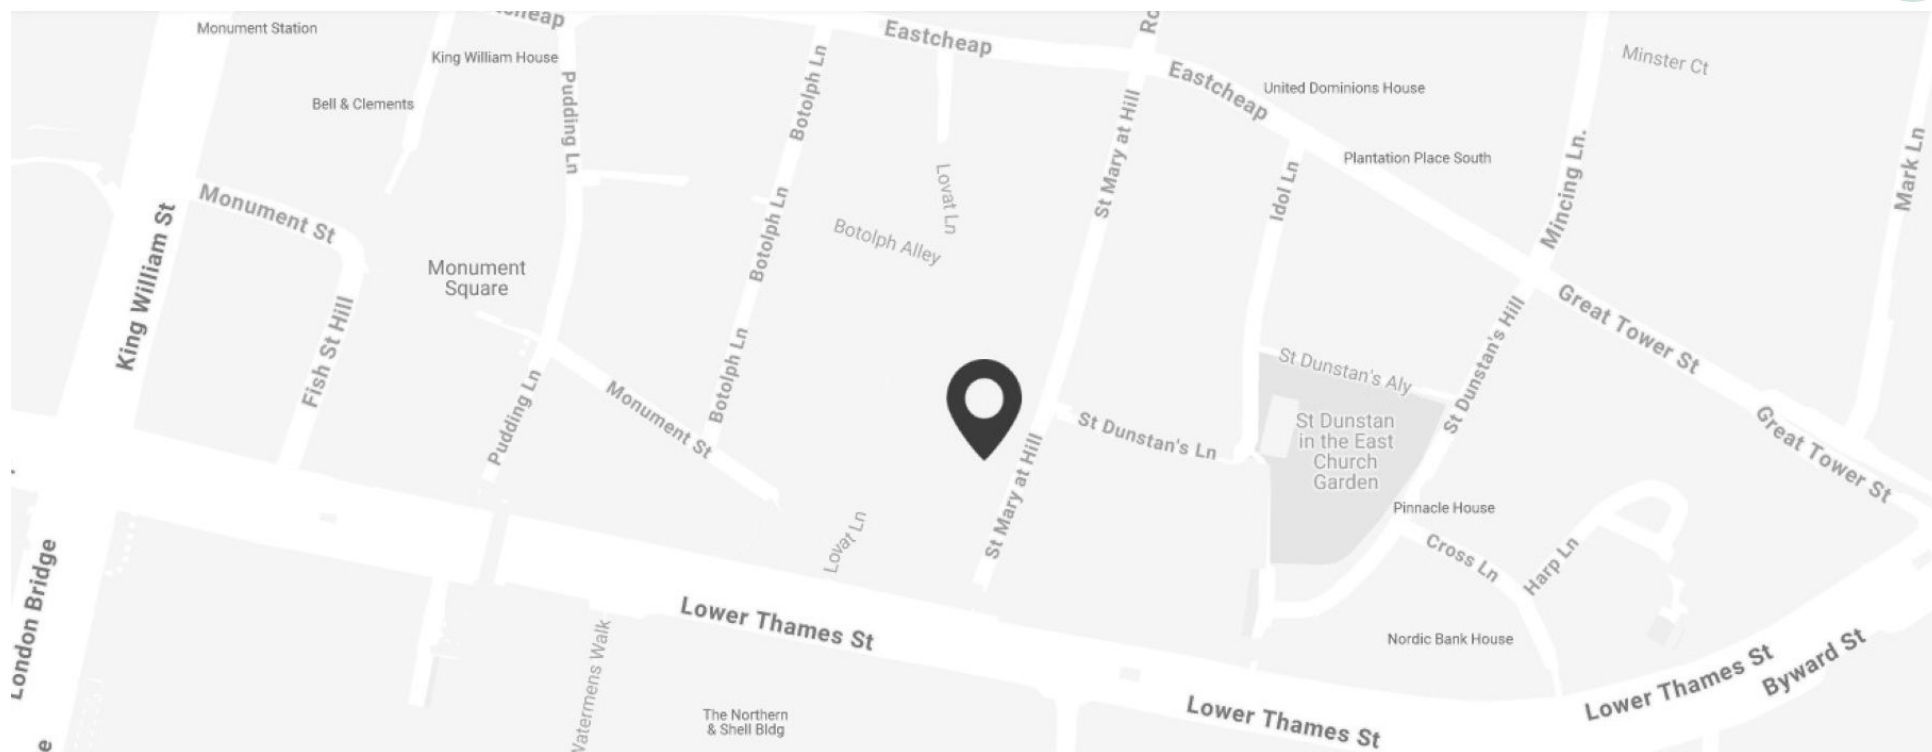 Monument Station
King William House
Bell & Clements
Eastcheap
Minster Ct
Eastcheap
United Dominions House
Plantation Place South
Pudding Ln
Botolph Ln
St Mary at Hill
Lovat Ln
Idol Ln
Mincing Ln.
Mark Ln
Monument St
King William St
Botolph Ln
Botolph Alley
Monument
Square
Fish St Hill
Great Tower St
St Dunstan's Hill
St Dunstan's Aly
Botolph Ln
Pudding Ln
Monument St
St Dunstan's Ln
St Dunstan
in the East
Church
Garden
Great Tower St
St Mary at Hill
Pinnacle House
Lovat Ln
Cross Ln
Harp Ln
London Bridge
Lower Thames St
Nordic Bank House
Watermens Walk
Lower Thames St
Byward St
The Northern
& Shell Bldg
Lower Thames St